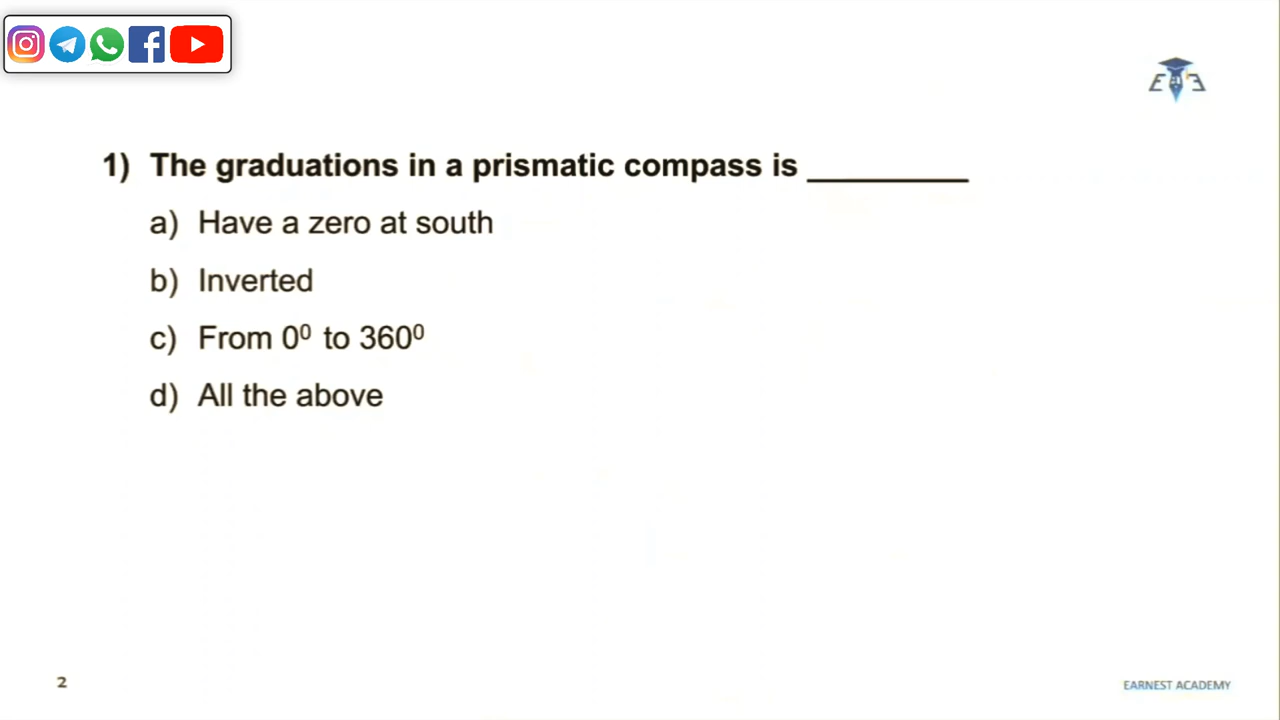 1) The graduations in a prismatic compass is __________
a) Have a zero at south
b) Inverted
c) From 0⁰ to 360⁰
d) All the above
2
EARNEST ACADEMY